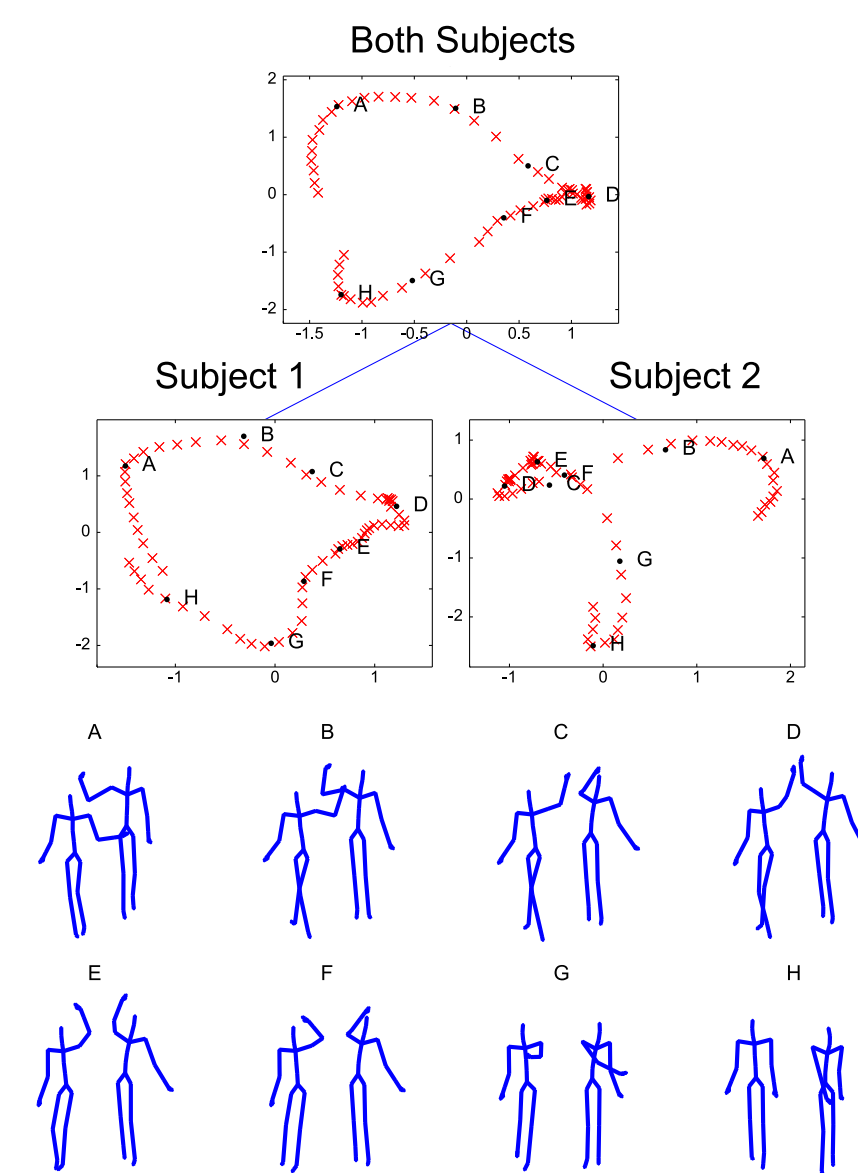 Both Subjects
2
1
0
-1
-2
-1.5 -1 -0.5 0 0.5 1
A
B
C
D
E
F
G
H
Subject 1 Subject 2
1
0
-1
-2
-1 0 1
A
B
C
D
E
F
G
H
1
0
-1
-2
-1 0 1 2
A
B
C
D
E
F
G
H
A B C D
E F G H